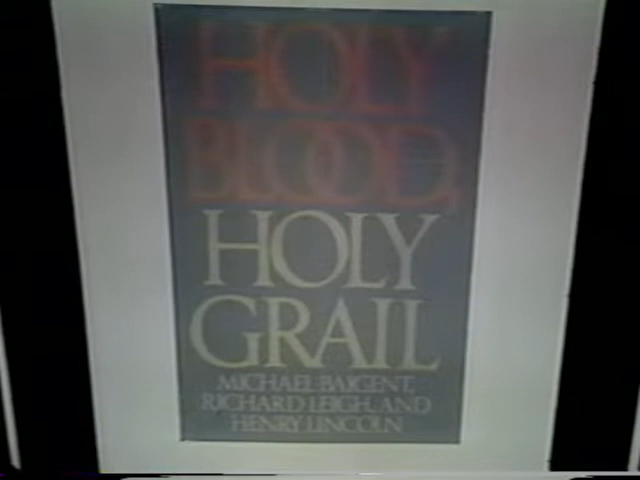 HOLY
BLOOD,
HOLY
GRAIL
MICHAEL BAIGENT,
RICHARD LEIGH, AND
HENRY LINCOLN